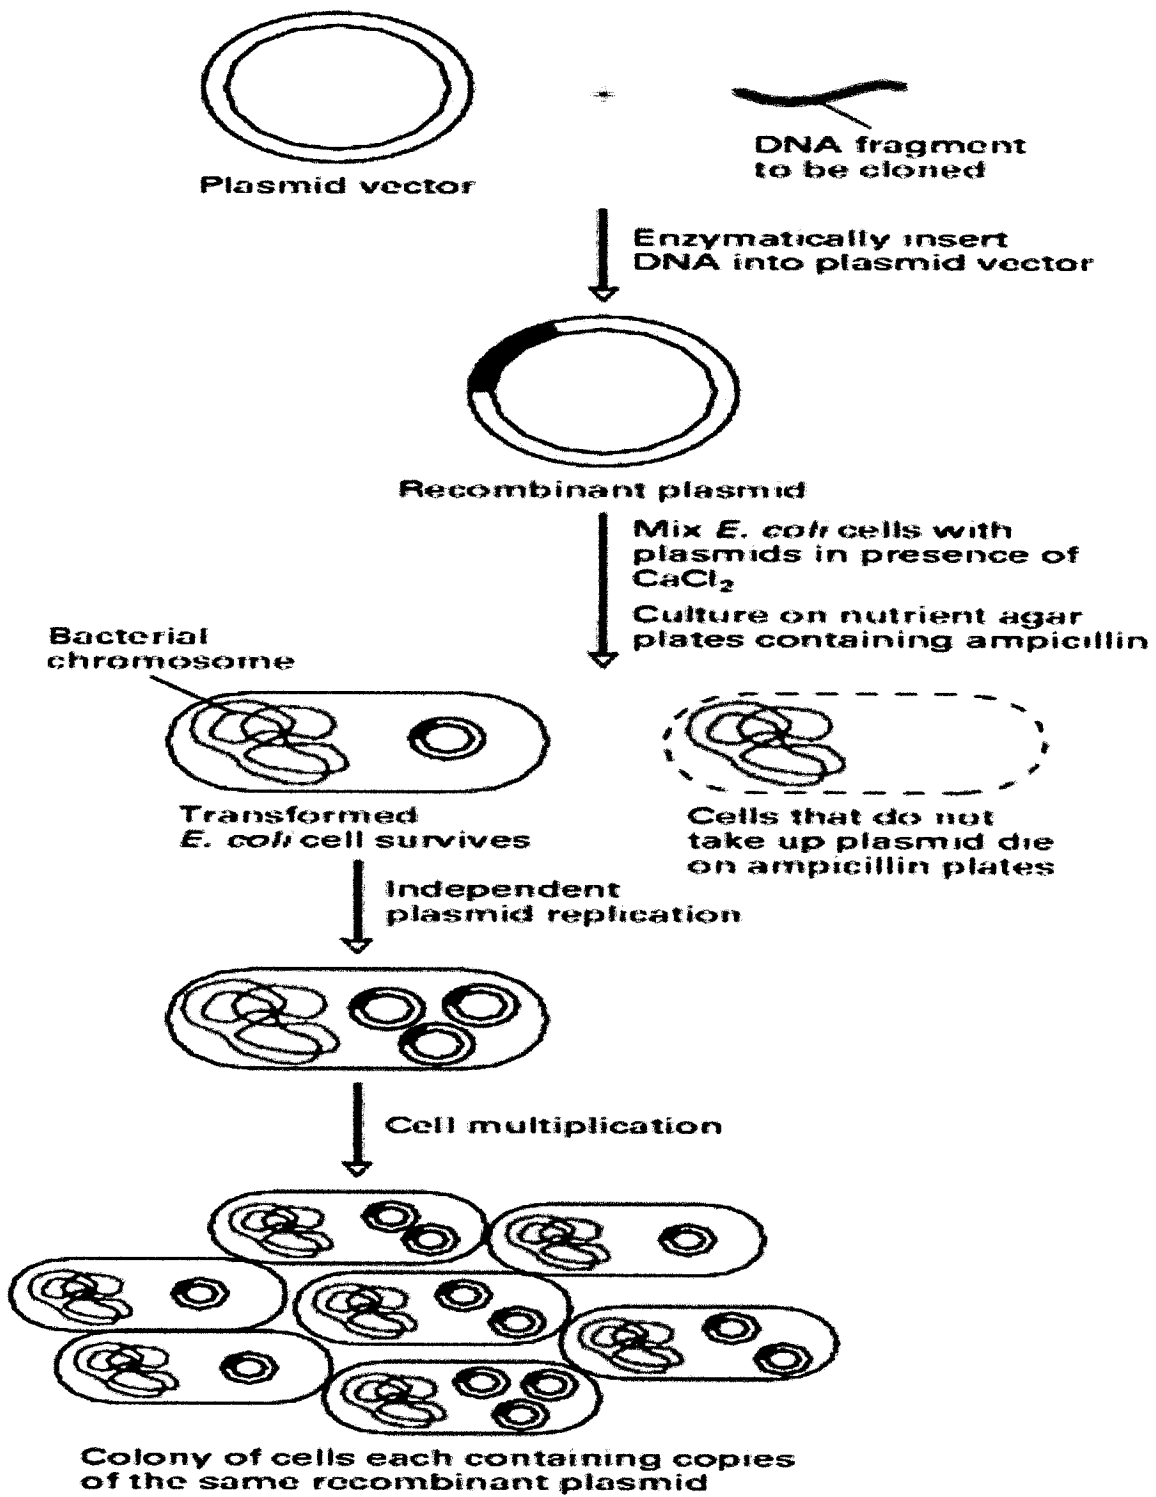 +
DNA fragment
to be cloned
Plasmid vector
Enzymatically insert
DNA into plasmid vector
Recombinant plasmid
Mix E. coli cells with
plasmids in presence of
CaCl₂
Culture on nutrient agar
plates containing ampicillin
Bacterial
chromosome
Transformed
E. coli cell survives
Cells that do not
take up plasmid die
on ampicillin plates
Independent
plasmid replication
Cell multiplication
Colony of cells each containing copies
of the same recombinant plasmid